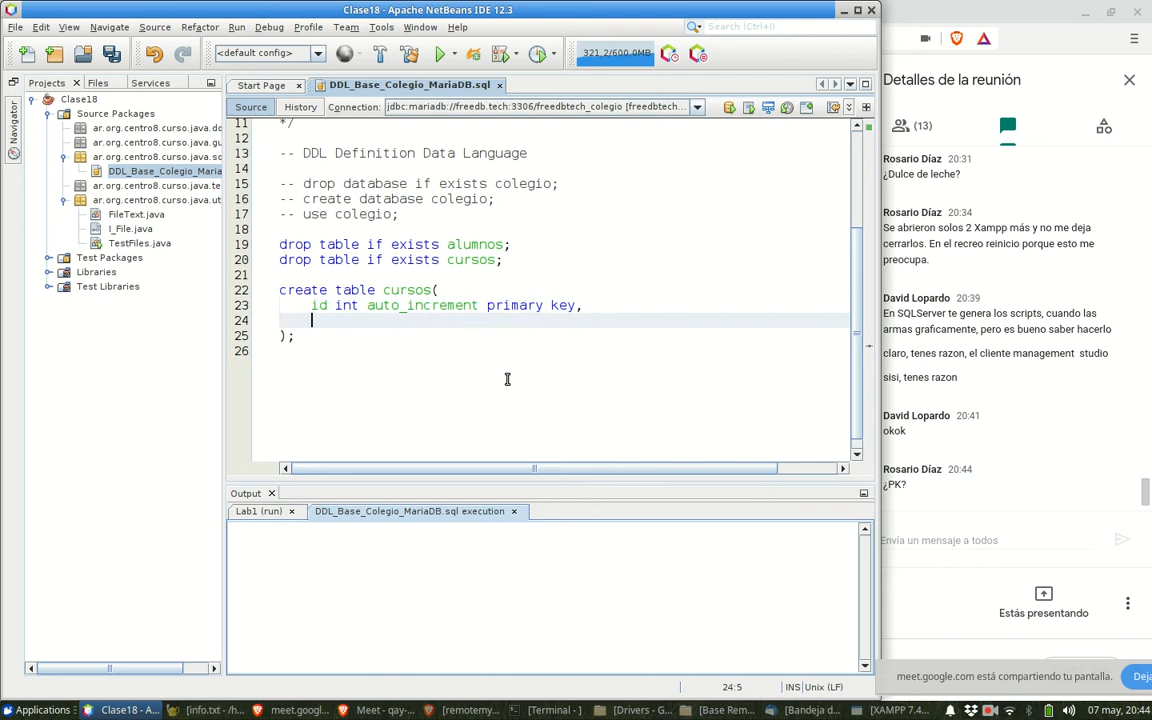 Clase18 - Apache NetBeans IDE 12.3
File Edit View Navigate Source Refactor Run Debug Profile Team Tools Window Help
Search (Ctrl+I)
<default config>
321,2/600,0MB
Projects Files Services
Navigator
Clase18
Source Packages
ar.org.centro8.curso.java.dc
ar.org.centro8.curso.java.gu
ar.org.centro8.curso.java.sc
DDL_Base_Colegio_Maria
ar.org.centro8.curso.java.te
ar.org.centro8.curso.java.ut
FileText.java
I_File.java
TestFiles.java
Test Packages
Libraries
Test Libraries
Start Page
DDL_Base_Colegio_MariaDB.sql
Source History Connection: jdbc:mariadb://freedb.tech:3306/freedbtech_colegio [freedbtech...
11 */
12
13 -- DDL Definition Data Language
14
15 -- drop database if exists colegio;
16 -- create database colegio;
17 -- use colegio;
18
19 drop table if exists alumnos;
20 drop table if exists cursos;
21
22 create table cursos(
23 id int auto_increment primary key,
24
25 );
26
Output
Lab1 (run)
DDL_Base_Colegio_MariaDB.sql execution
24:5
INS Unix (LF)
Detalles de la reunión
(13)
Rosario Díaz 20:31
¿Dulce de leche?
Rosario Díaz 20:34
Se abrieron solos 2 Xampp más y no me deja
cerrarlos. En el recreo reinicio porque esto me
preocupa.
David Lopardo 20:39
En SQLServer te genera los scripts, cuando las
armas graficamente, pero es bueno saber hacerlo
claro, tenes razon, el cliente management studio
sisi, tenes razon
David Lopardo 20:41
okok
Rosario Díaz 20:44
¿PK?
Envía un mensaje a todos
Estás presentando
meet.google.com está compartiendo tu pantalla.
Deja
Applications
Clase18 - A...
[info.txt - /h...
meet.googl...
Meet - qay-...
[remotemy...
[Terminal - ]
[Drivers - G...
[Base Rem...
[Bandeja d...
[XAMPP 7.4...
07 may, 20:44